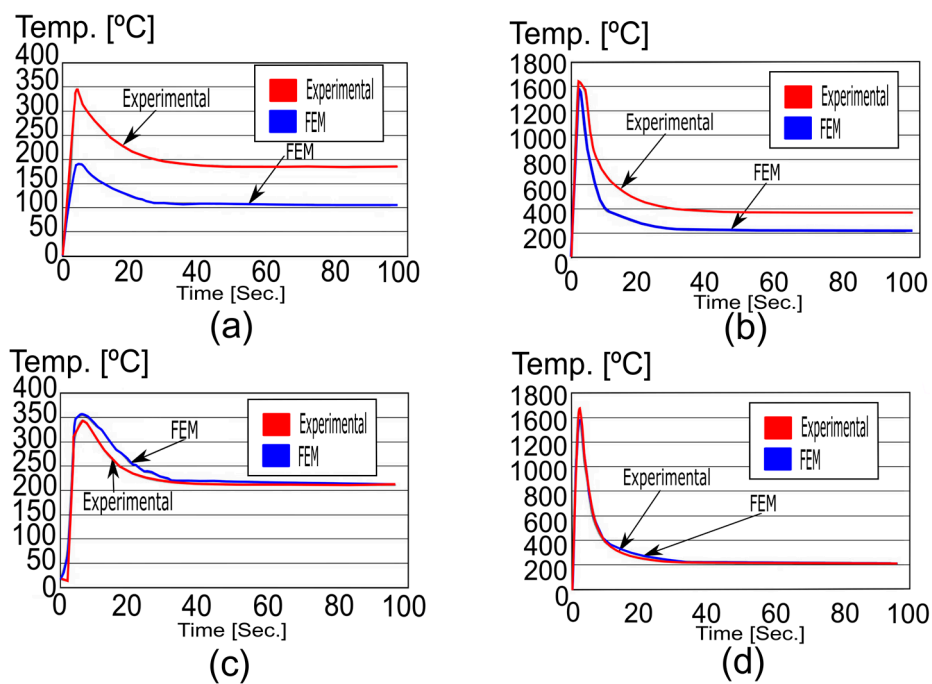 Temp. [ºC]
400
350
300
250
200
150
100
50
0
Experimental
FEM
Experimental
FEM
0 20 40 60 80 100
Time [Sec.]
(a)
Temp. [ºC]
1800
1600
1400
1200
1000
800
600
400
200
0
Experimental
FEM
Experimental
FEM
0 20 40 60 80 100
Time [Sec.]
(b)
Temp. [ºC]
400
350
300
250
200
150
100
50
0
Experimental
FEM
FEM
Experimental
0 20 40 60 80 100
Time [Sec.]
(c)
Temp. [ºC]
1800
1600
1400
1200
1000
800
600
400
200
0
Experimental
FEM
Experimental
FEM
0 20 40 60 80 100
Time [Sec.]
(d)